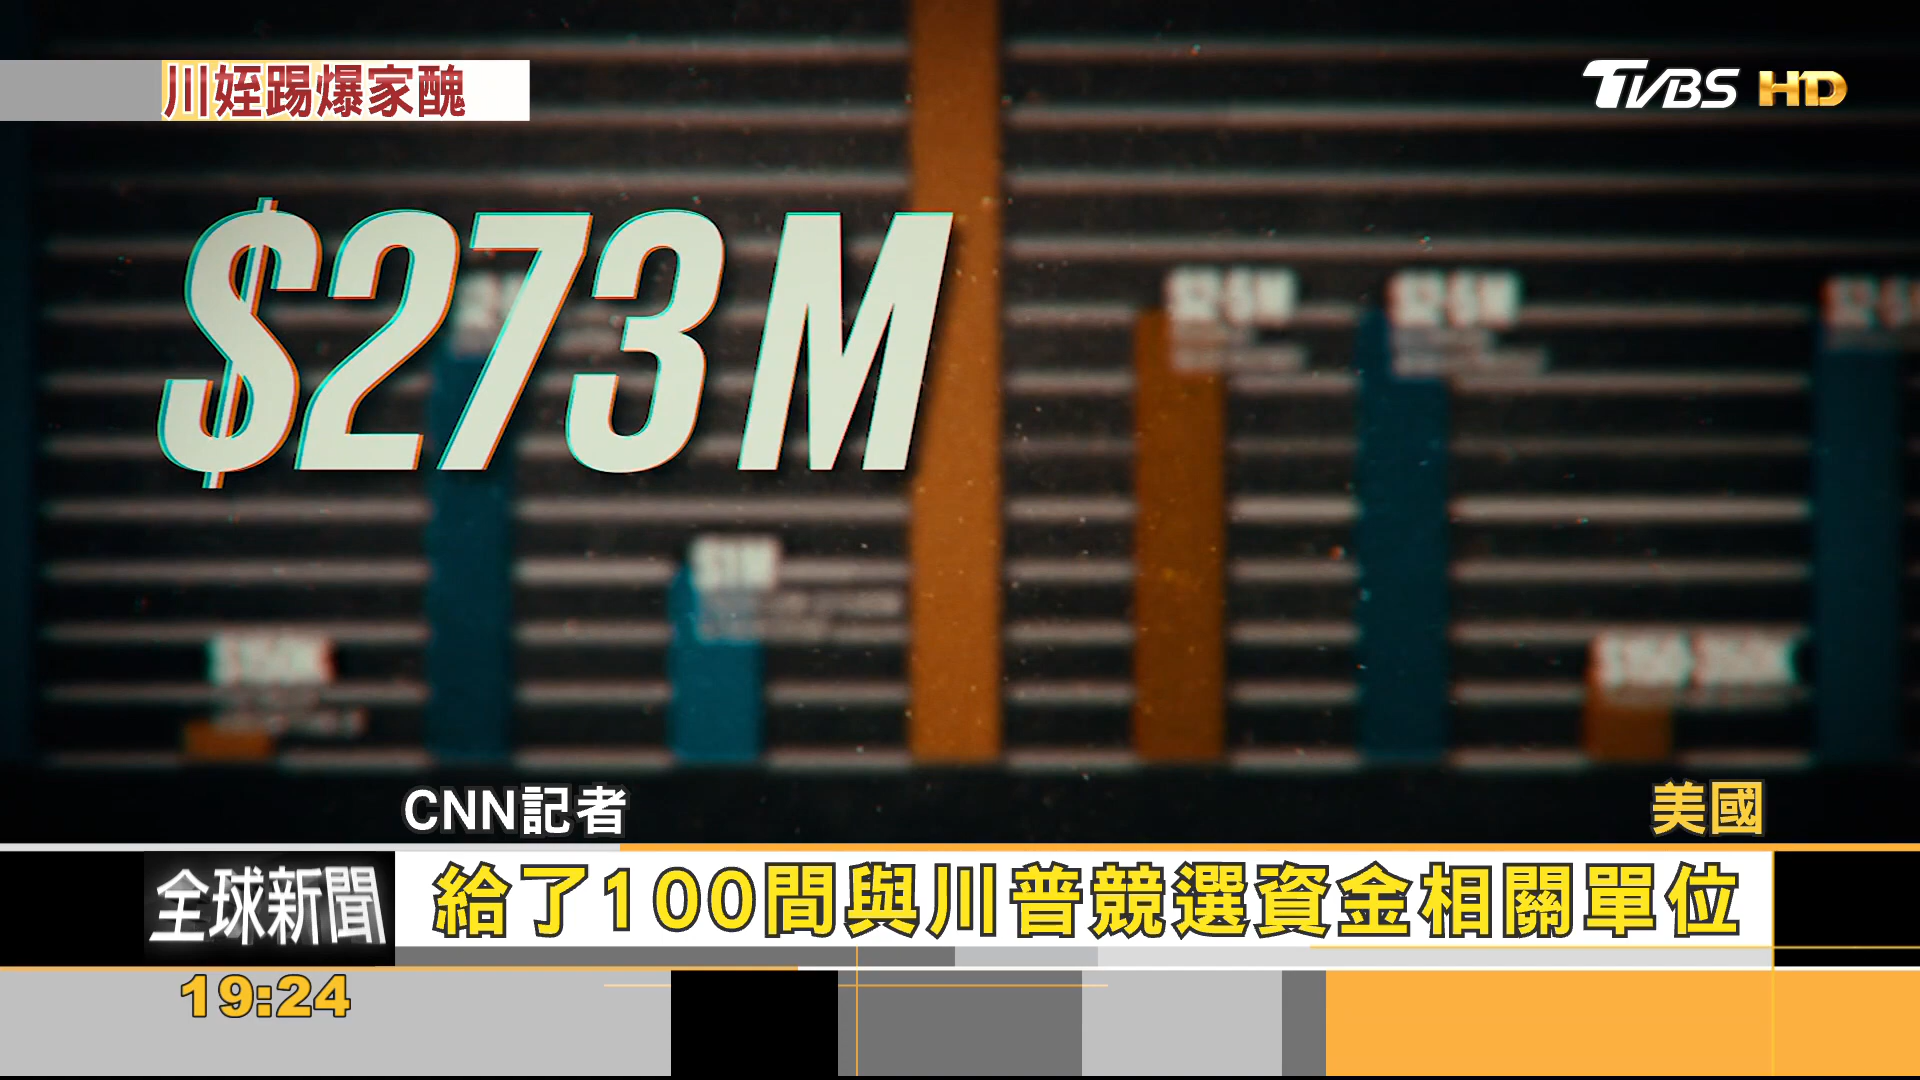 川姪踢爆家醜
TVBS HD
$273M
$1M
CNN記者
美國
全球新聞
給了100間與川普競選資金相關單位
19:24